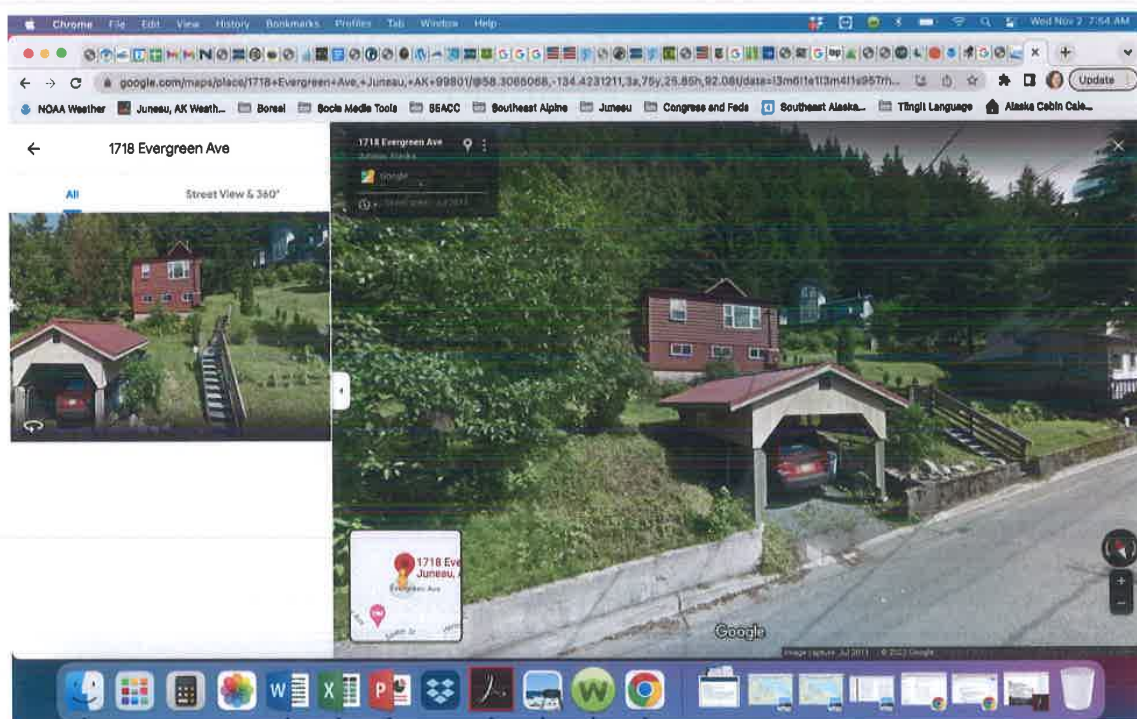 Chrome File Edit View History Bookmarks Profiles Tab Window Help Wed Nov 2 7:54 AM
google.com/maps/place/1718+Evergreen+Ave,+Juneau,+AK+99801/@58.3065068,-134.4231211,3a,75y,25.85h,92.08t/data=!3m6!1e1!3m4!1s957m... Update
NOAA Weather Juneau, AK Weath... Boreal Socie Media Tools SEACC Southeast Alpine Juneau Congress and Feds Southeast Alaska... Tlingit Language Alaska Cabin Cale...
1718 Evergreen Ave
All Street View & 360°
1718 Evergreen Ave
Juneau, Alaska
Google
1718 Eve
Juneau,
Evergreen Ave
Google
Image capture: Jul 2011 © 2022 Google